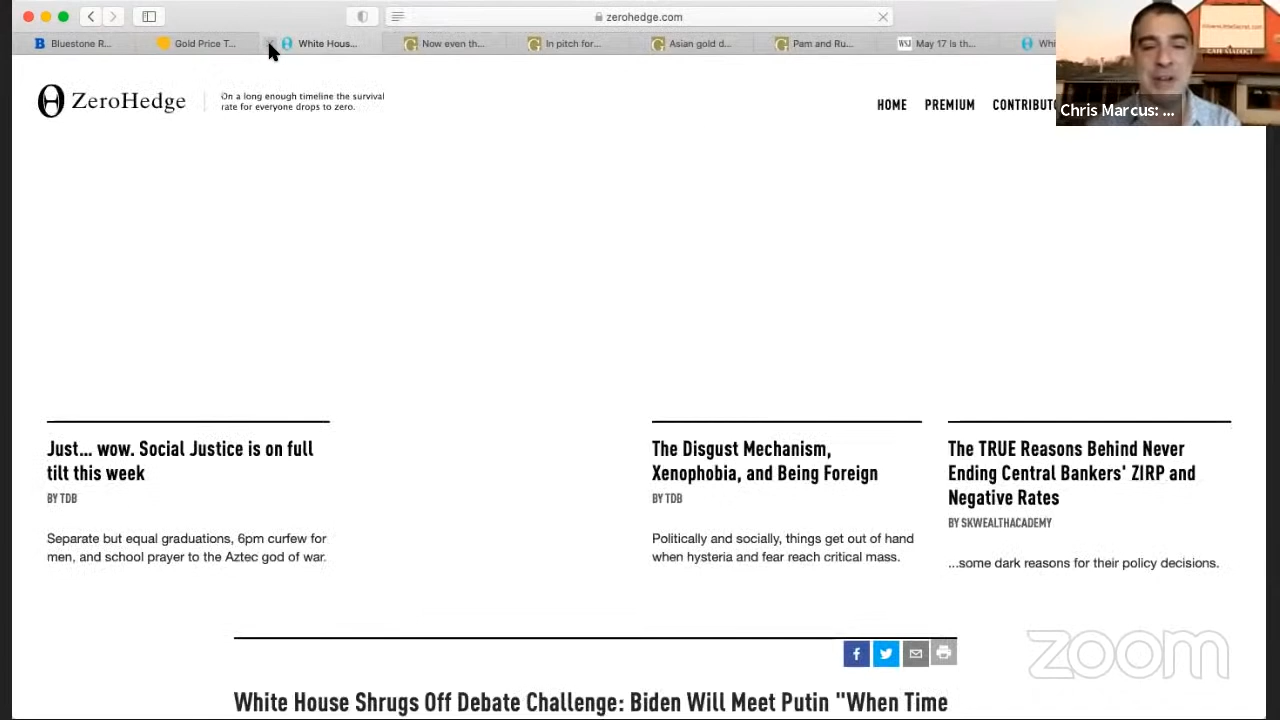 zerohedge.com
B Bluestone R...
Gold Price T...
White Hous...
G Now even th...
G In pitch for...
G Asian gold d...
G Pam and Ru...
WSJ May 17 Is th...
Whi
Chris Marcus: ...
ZeroHedge
On a long enough timeline the survival
rate for everyone drops to zero.
HOME PREMIUM CONTRIBUTO
Just... wow. Social Justice is on full
tilt this week
BY TDB
Separate but equal graduations, 6pm curfew for
men, and school prayer to the Aztec god of war.
The Disgust Mechanism,
Xenophobia, and Being Foreign
BY TDB
Politically and socially, things get out of hand
when hysteria and fear reach critical mass.
The TRUE Reasons Behind Never
Ending Central Bankers' ZIRP and
Negative Rates
BY SKWEALTHACADEMY
...some dark reasons for their policy decisions.
f
zoom
White House Shrugs Off Debate Challenge: Biden Will Meet Putin "When Time